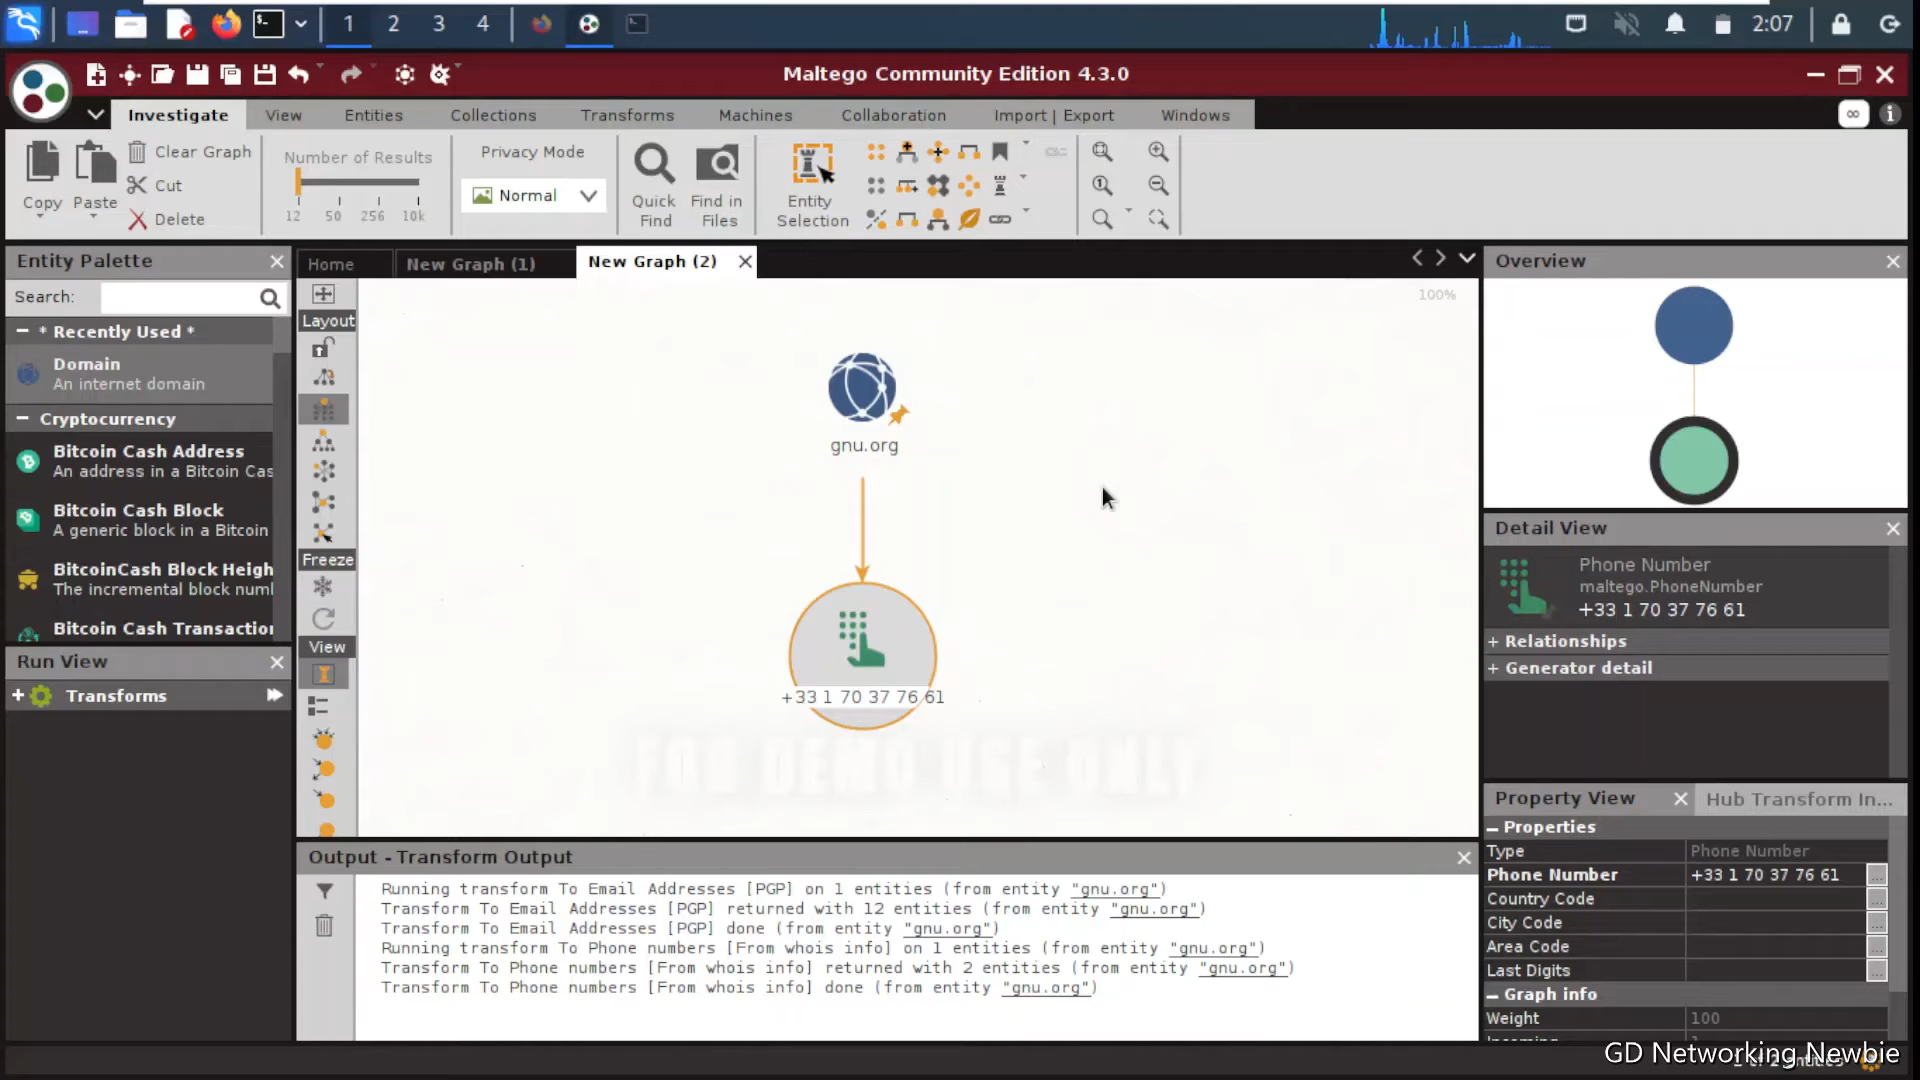 1 2 3 4
2:07
Maltego Community Edition 4.3.0
Investigate View Entities Collections Transforms Machines Collaboration Import | Export Windows
Copy
Paste
Clear Graph
Cut
Delete
Number of Results
12 50 256 10k
Privacy Mode
Normal
Quick
Find
Find in
Files
Entity
Selection
Entity Palette
Search:
* Recently Used *
Domain
An internet domain
Cryptocurrency
Bitcoin Cash Address
An address in a Bitcoin Cas
Bitcoin Cash Block
A generic block in a Bitcoin
BitcoinCash Block Heigh
The incremental block num
Bitcoin Cash Transaction
Run View
Transforms
Home New Graph (1) New Graph (2)
Layout
Freeze
View
100%
gnu.org
+33 1 70 37 76 61
FOR DEMO USE ONLY
Output - Transform Output
Running transform To Email Addresses [PGP] on 1 entities (from entity "gnu.org")
Transform To Email Addresses [PGP] returned with 12 entities (from entity "gnu.org")
Transform To Email Addresses [PGP] done (from entity "gnu.org")
Running transform To Phone numbers [From whois info] on 1 entities (from entity "gnu.org")
Transform To Phone numbers [From whois info] returned with 2 entities (from entity "gnu.org")
Transform To Phone numbers [From whois info] done (from entity "gnu.org")
Overview
Detail View
Phone Number
maltego.PhoneNumber
+33 1 70 37 76 61
+ Relationships
+ Generator detail
Property View Hub Transform In...
Properties
Type Phone Number
Phone Number +33 1 70 37 76 61
Country Code
City Code
Area Code
Last Digits
Graph info
Weight 100
GD Networking Newbie